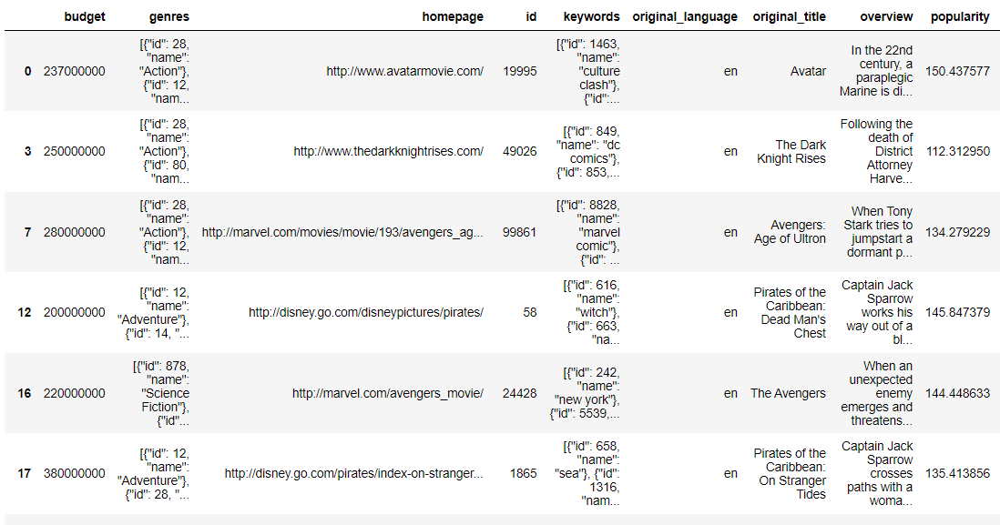 budget genres homepage id keywords original_language original_title overview popularity
0 237000000 [{"id": 28, "name": "Action"}, {"id": 12, "nam... http://www.avatarmovie.com/ 19995 [{"id": 1463, "name": "culture clash"}, {"id":... en Avatar In the 22nd century, a paraplegic Marine is di... 150.437577
3 250000000 [{"id": 28, "name": "Action"}, {"id": 80, "nam... http://www.thedarkknightrises.com/ 49026 [{"id": 849, "name": "dc comics"}, {"id": 853,... en The Dark Knight Rises Following the death of District Attorney Harve... 112.312950
7 280000000 [{"id": 28, "name": "Action"}, {"id": 12, "nam... http://marvel.com/movies/movie/193/avengers_ag... 99861 [{"id": 8828, "name": "marvel comic"}, {"id": ... en Avengers: Age of Ultron When Tony Stark tries to jumpstart a dormant p... 134.279229
12 200000000 [{"id": 12, "name": "Adventure"}, {"id": 14, "... http://disney.go.com/disneypictures/pirates/ 58 [{"id": 616, "name": "witch"}, {"id": 663, "na... en Pirates of the Caribbean: Dead Man's Chest Captain Jack Sparrow works his way out of a bl... 145.847379
16 220000000 [{"id": 878, "name": "Science Fiction"}, {"id"... http://marvel.com/avengers_movie/ 24428 [{"id": 242, "name": "new york"}, {"id": 5539,... en The Avengers When an unexpected enemy emerges and threatens... 144.448633
17 380000000 [{"id": 12, "name": "Adventure"}, {"id": 28, "... http://disney.go.com/pirates/index-on-stranger... 1865 [{"id": 658, "name": "sea"}, {"id": 1316, "nam... en Pirates of the Caribbean: On Stranger Tides Captain Jack Sparrow crosses paths with a woma... 135.413856